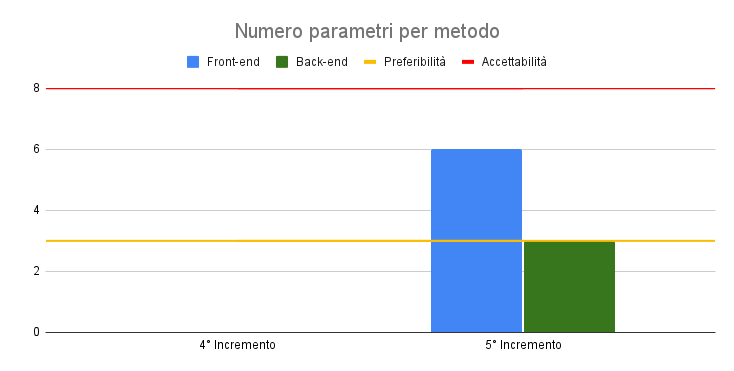 Numero parametri per metodo
Front-end Back-end Preferibilità Accettabilità
8
6
4
2
0
4° Incremento 5° Incremento